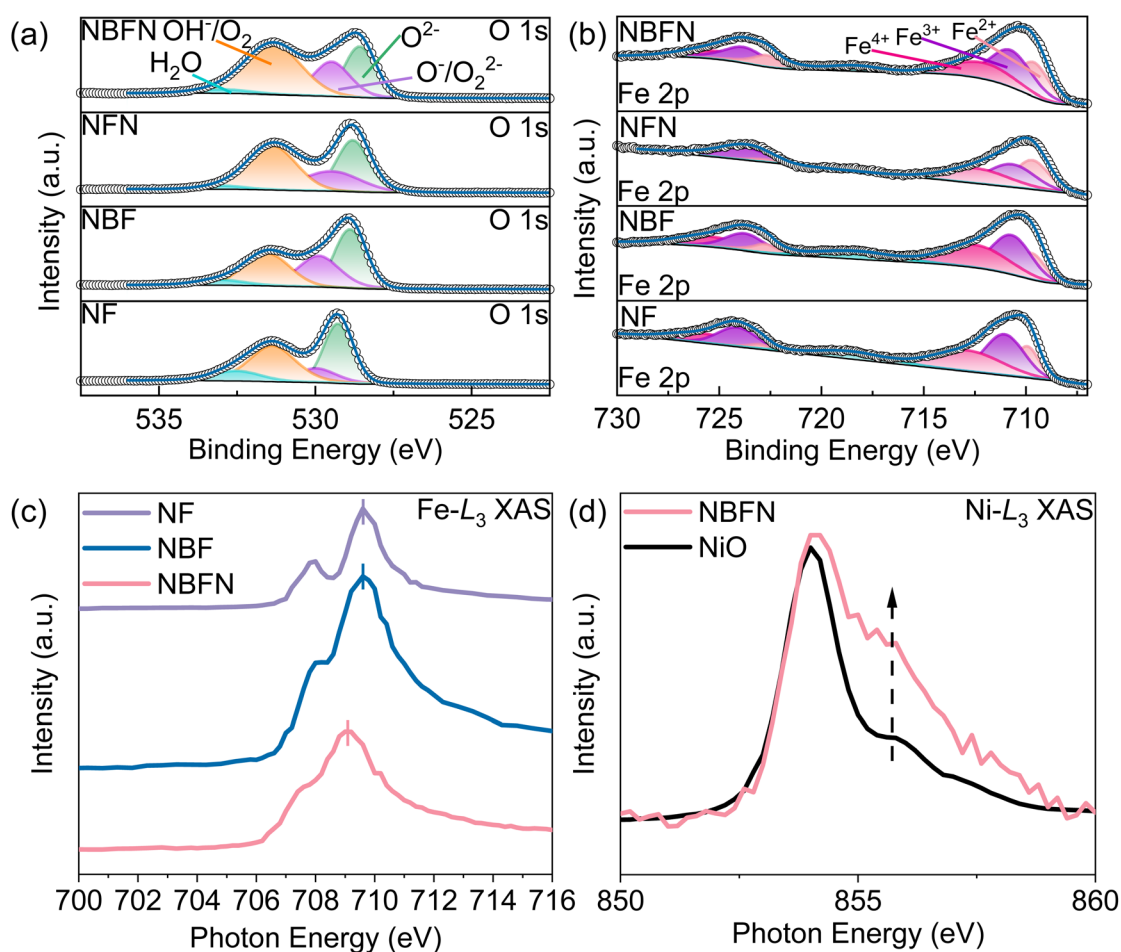 (a)
NBFN OH⁻/O₂
O²⁻
O 1s
H₂O
O⁻/O₂²⁻
NFN
O 1s
NBF
O 1s
NF
O 1s
Intensity (a.u.)
535
530
525
Binding Energy (eV)
(b)
NBFN
Fe⁴⁺
Fe³⁺
Fe²⁺
Fe 2p
NFN
Fe 2p
NBF
Fe 2p
NF
Fe 2p
Intensity (a.u.)
730
725
720
715
710
Binding Energy (eV)
(c)
NF
NBF
NBFN
Fe-L₃ XAS
Intensity (a.u.)
700 702 704 706 708 710 712 714 716
Photon Energy (eV)
(d)
NBFN
NiO
Ni-L₃ XAS
Intensity (a.u.)
850
855
860
Photon Energy (eV)